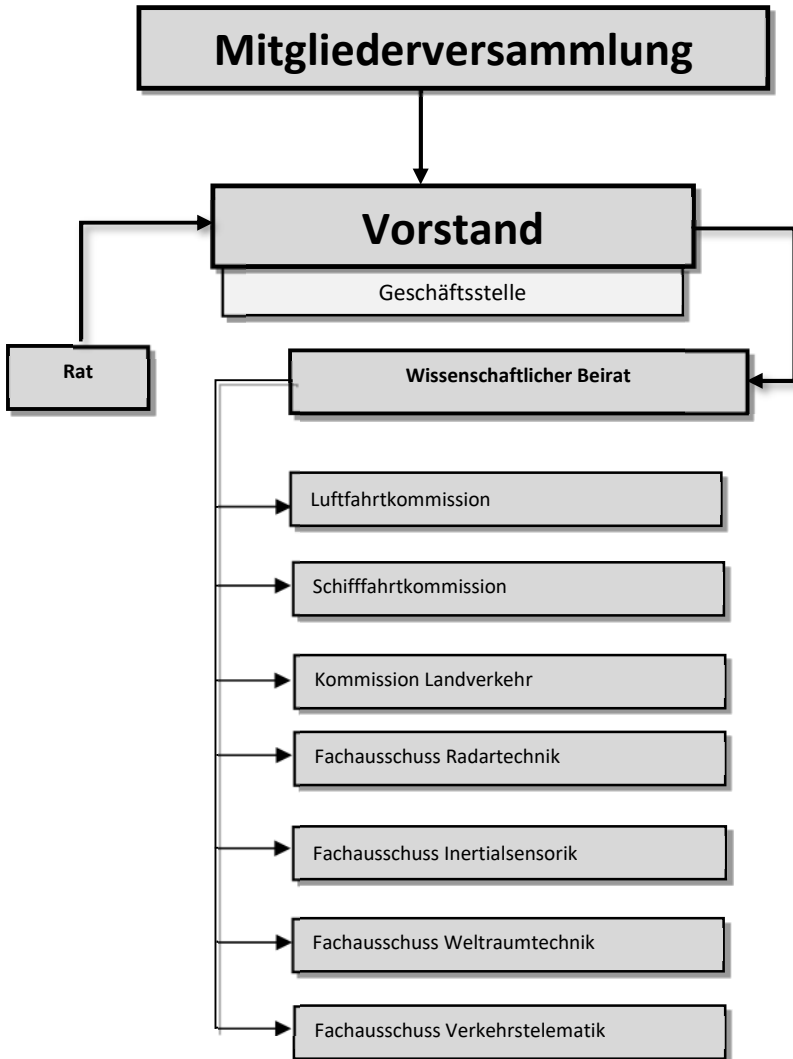 Mitgliederversammlung
Vorstand
Geschäftsstelle
Rat
Wissenschaftlicher Beirat
Luftfahrtkommission
Schifffahrtkommission
Kommission Landverkehr
Fachausschuss Radartechnik
Fachausschuss Inertialsensorik
Fachausschuss Weltraumtechnik
Fachausschuss Verkehrstelematik